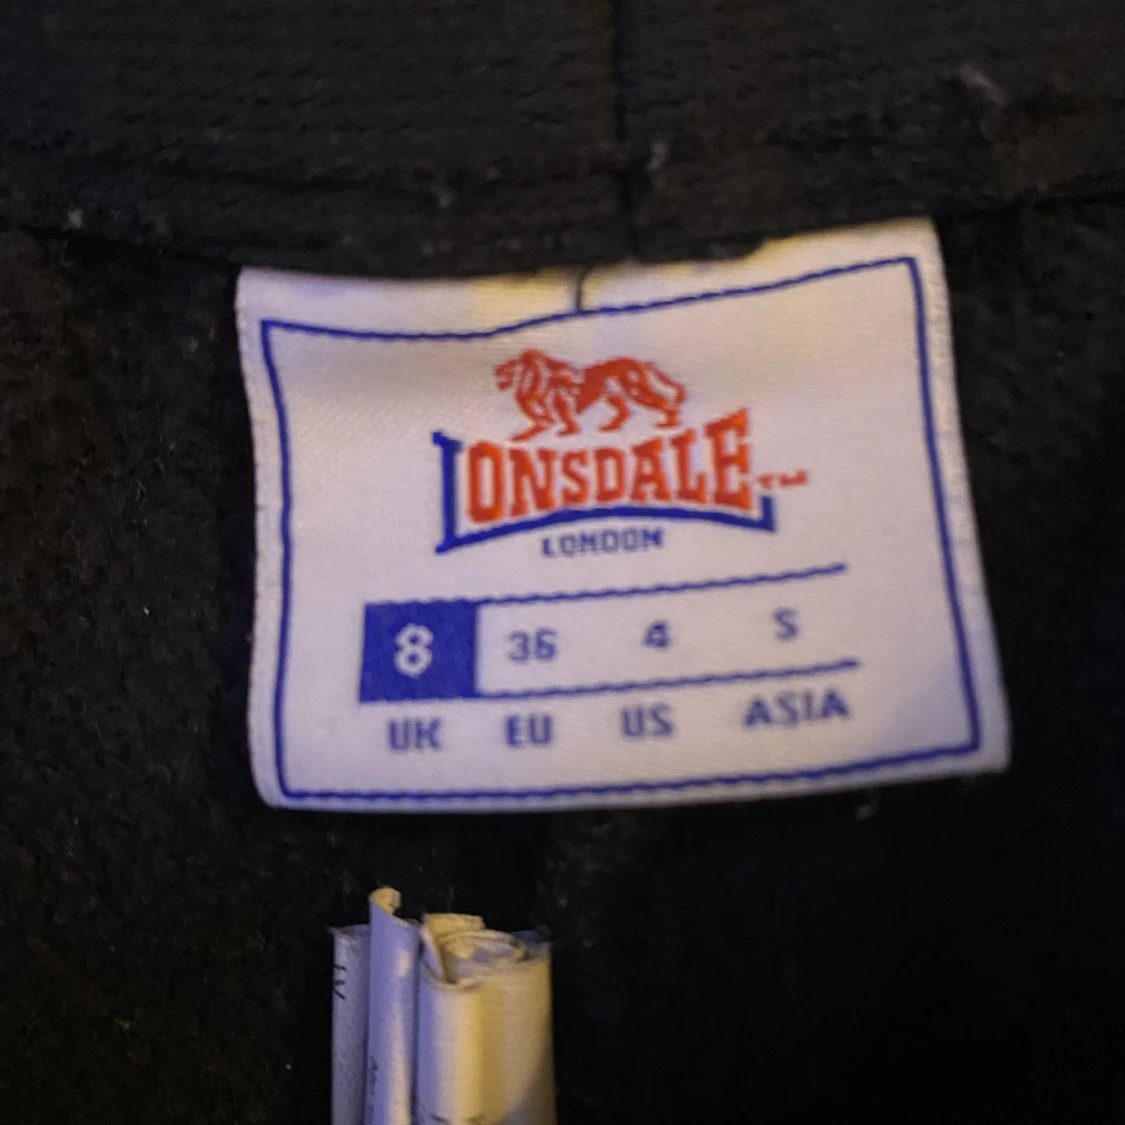 LONSDALE™
LONDON
8 36 4 S
UK EU US ASIA